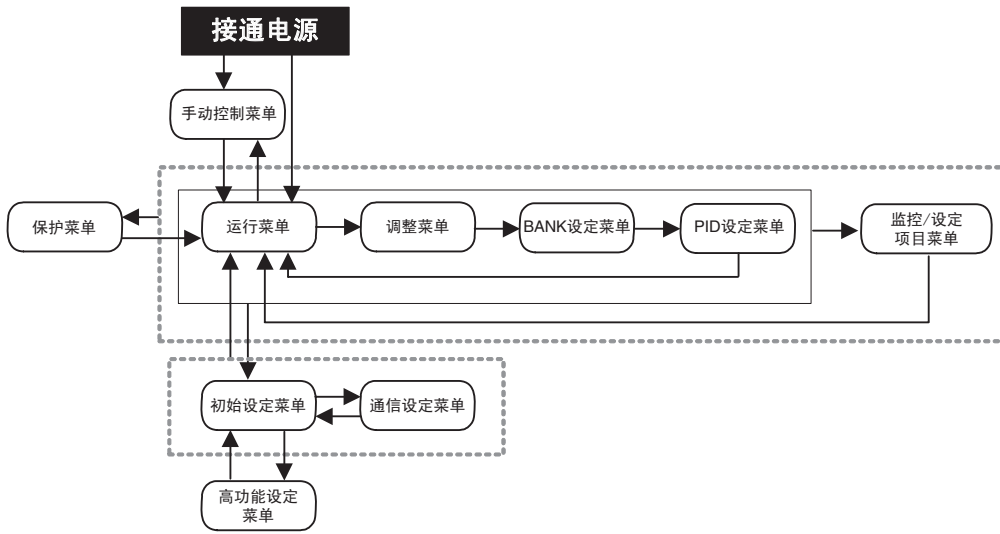 接通电源
手动控制菜单
保护菜单
运行菜单
调整菜单
BANK设定菜单
PID设定菜单
监控/设定
项目菜单
初始设定菜单
通信设定菜单
高功能设定
菜单